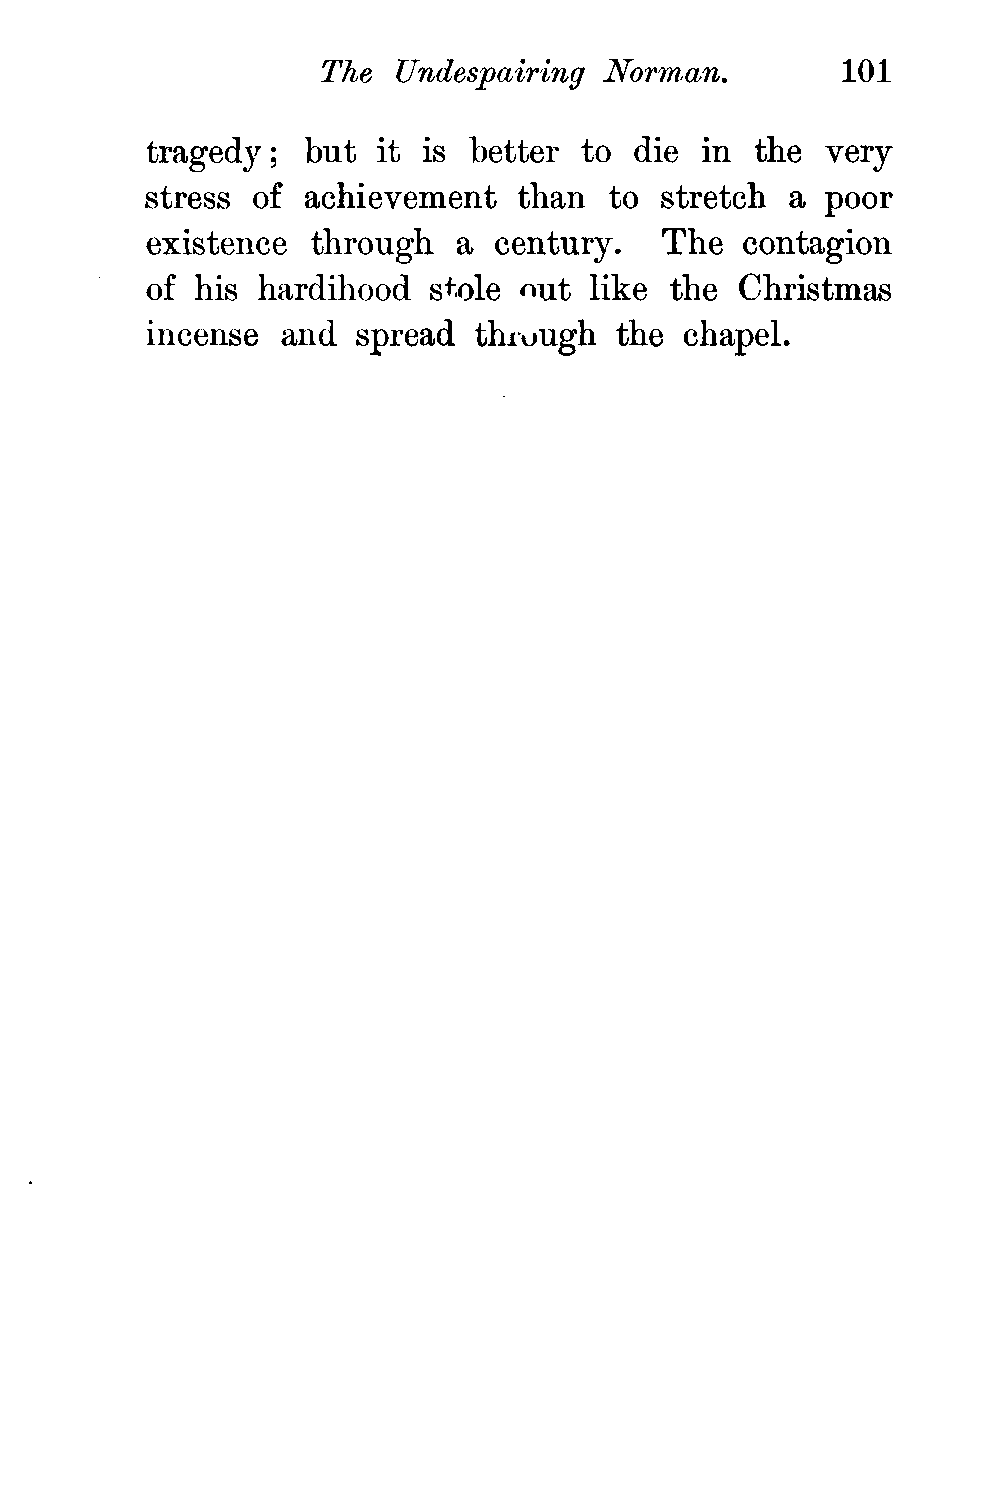 The Undespairing Norman. 101
tragedy; but it is better to die in the very
stress of achievement than to stretch a poor
existence through a century. The contagion
of his hardihood stole out like the Christmas
incense and spread through the chapel.